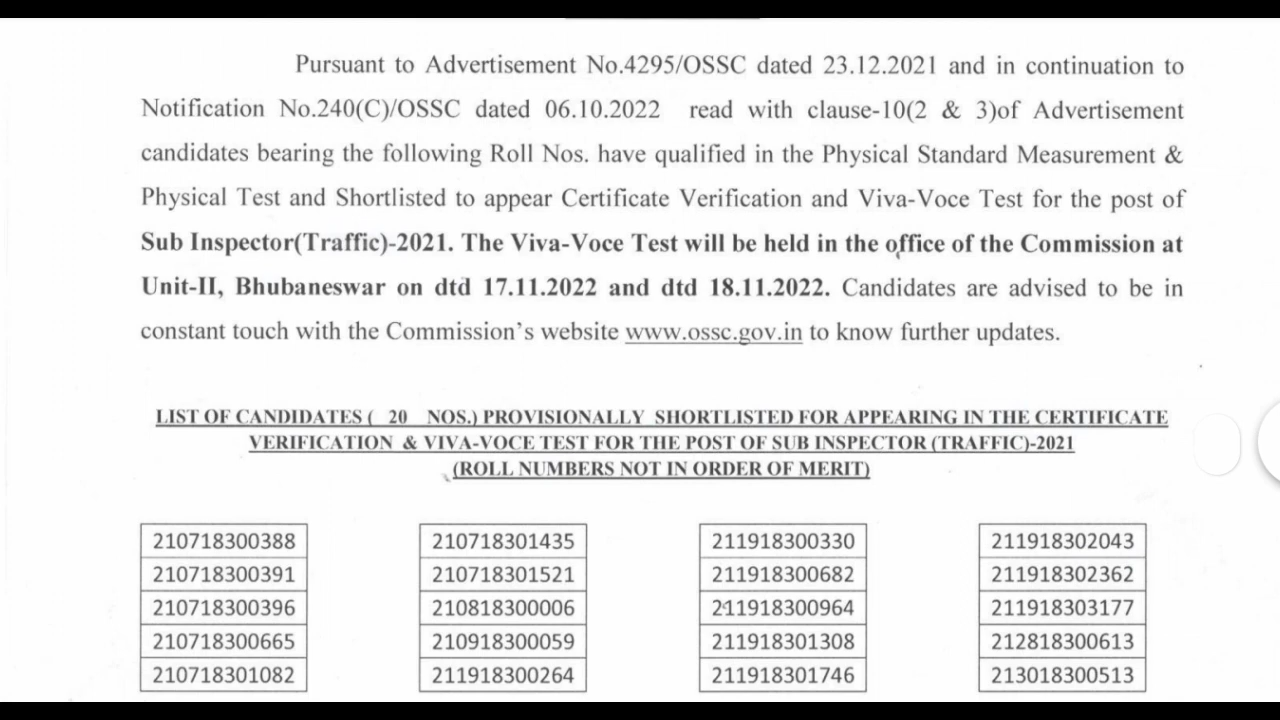 Pursuant to Advertisement No.4295/OSSC dated 23.12.2021 and in continuation to
Notification No.240(C)/OSSC dated 06.10.2022 read with clause-10(2 & 3)of Advertisement
candidates bearing the following Roll Nos. have qualified in the Physical Standard Measurement &
Physical Test and Shortlisted to appear Certificate Verification and Viva-Voce Test for the post of
Sub Inspector(Traffic)-2021. The Viva-Voce Test will be held in the office of the Commission at
Unit-II, Bhubaneswar on dtd 17.11.2022 and dtd 18.11.2022. Candidates are advised to be in
constant touch with the Commission's website www.ossc.gov.in to know further updates.
LIST OF CANDIDATES ( 20 NOS.) PROVISIONALLY SHORTLISTED FOR APPEARING IN THE CERTIFICATE
VERIFICATION & VIVA-VOCE TEST FOR THE POST OF SUB INSPECTOR (TRAFFIC)-2021
(ROLL NUMBERS NOT IN ORDER OF MERIT)
210718300388 210718301435 211918300330 211918302043
210718300391 210718301521 211918300682 211918302362
210718300396 210818300006 211918300964 211918303177
210718300665 210918300059 211918301308 212818300613
210718301082 211918300264 211918301746 213018300513